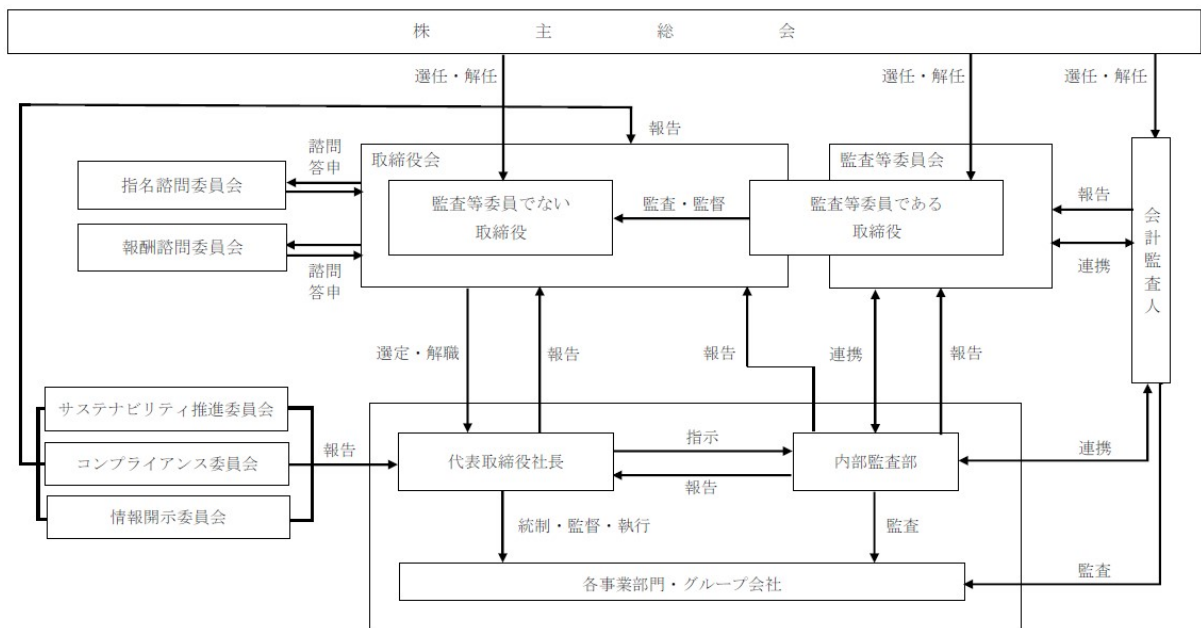 株主総会
選任・解任
選任・解任
選任・解任
報告
諮問
答申
取締役会
監査等委員会
指名諮問委員会
監査等委員でない
取締役
監査・監督
監査等委員である
取締役
報告
会計監査人
報酬諮問委員会
連携
諮問
答申
選定・解職
報告
報告
連携
報告
サステナビリティ推進委員会
コンプライアンス委員会
情報開示委員会
報告
代表取締役社長
指示
報告
内部監査部
連携
統制・監督・執行
監査
各事業部門・グループ会社
監査